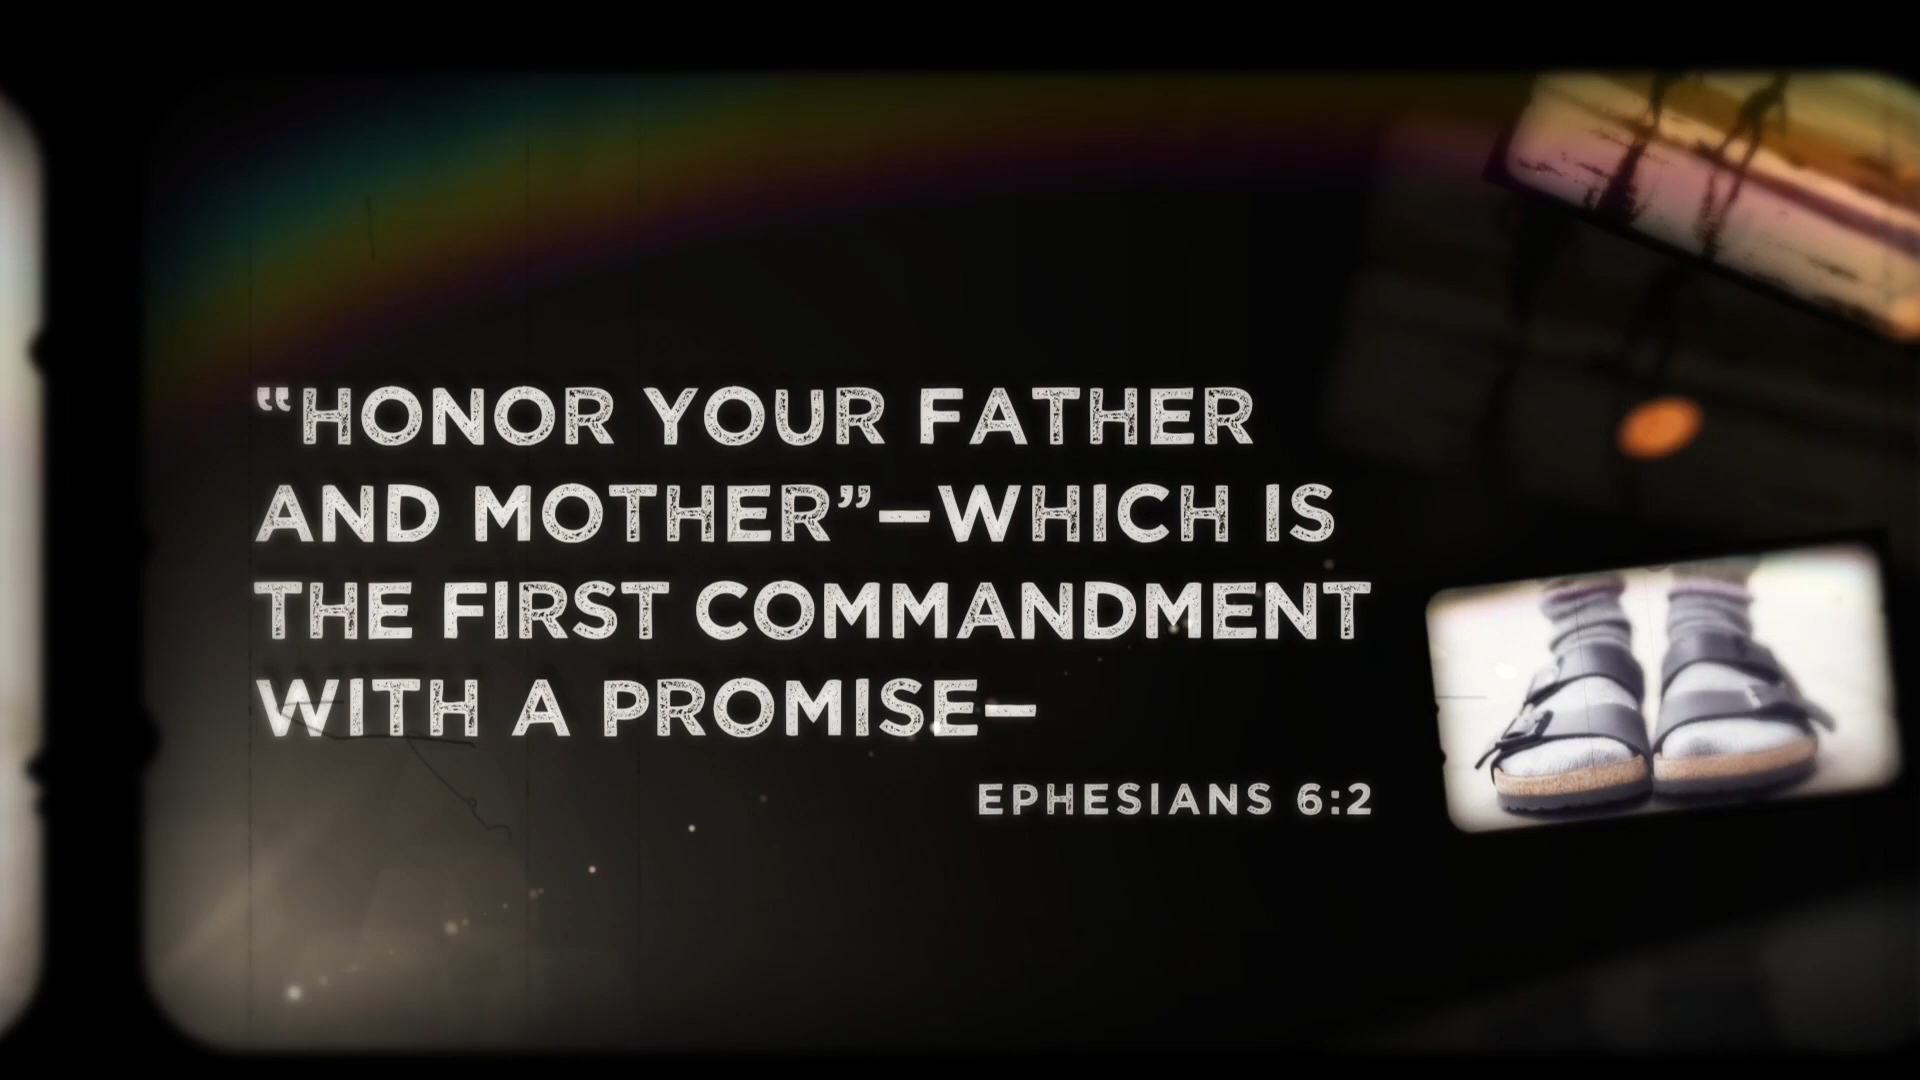 “HONOR YOUR FATHER
AND MOTHER”—WHICH IS
THE FIRST COMMANDMENT
WITH A PROMISE—
EPHESIANS 6:2